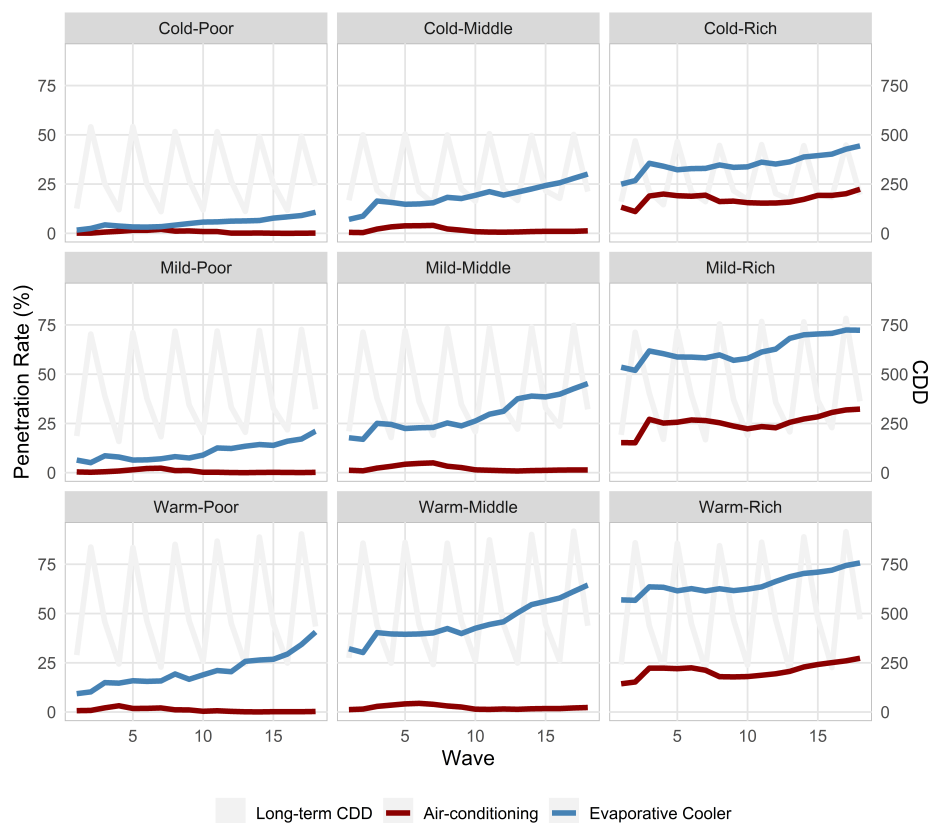 Cold-Poor
Cold-Middle
Cold-Rich
75
50
25
0
750
500
250
0
Mild-Poor
Mild-Middle
Mild-Rich
75
50
25
0
750
500
250
0
Penetration Rate (%)
CDD
Warm-Poor
Warm-Middle
Warm-Rich
75
50
25
0
750
500
250
0
5
10
15
5
10
15
5
10
15
Wave
Long-term CDD
Air-conditioning
Evaporative Cooler